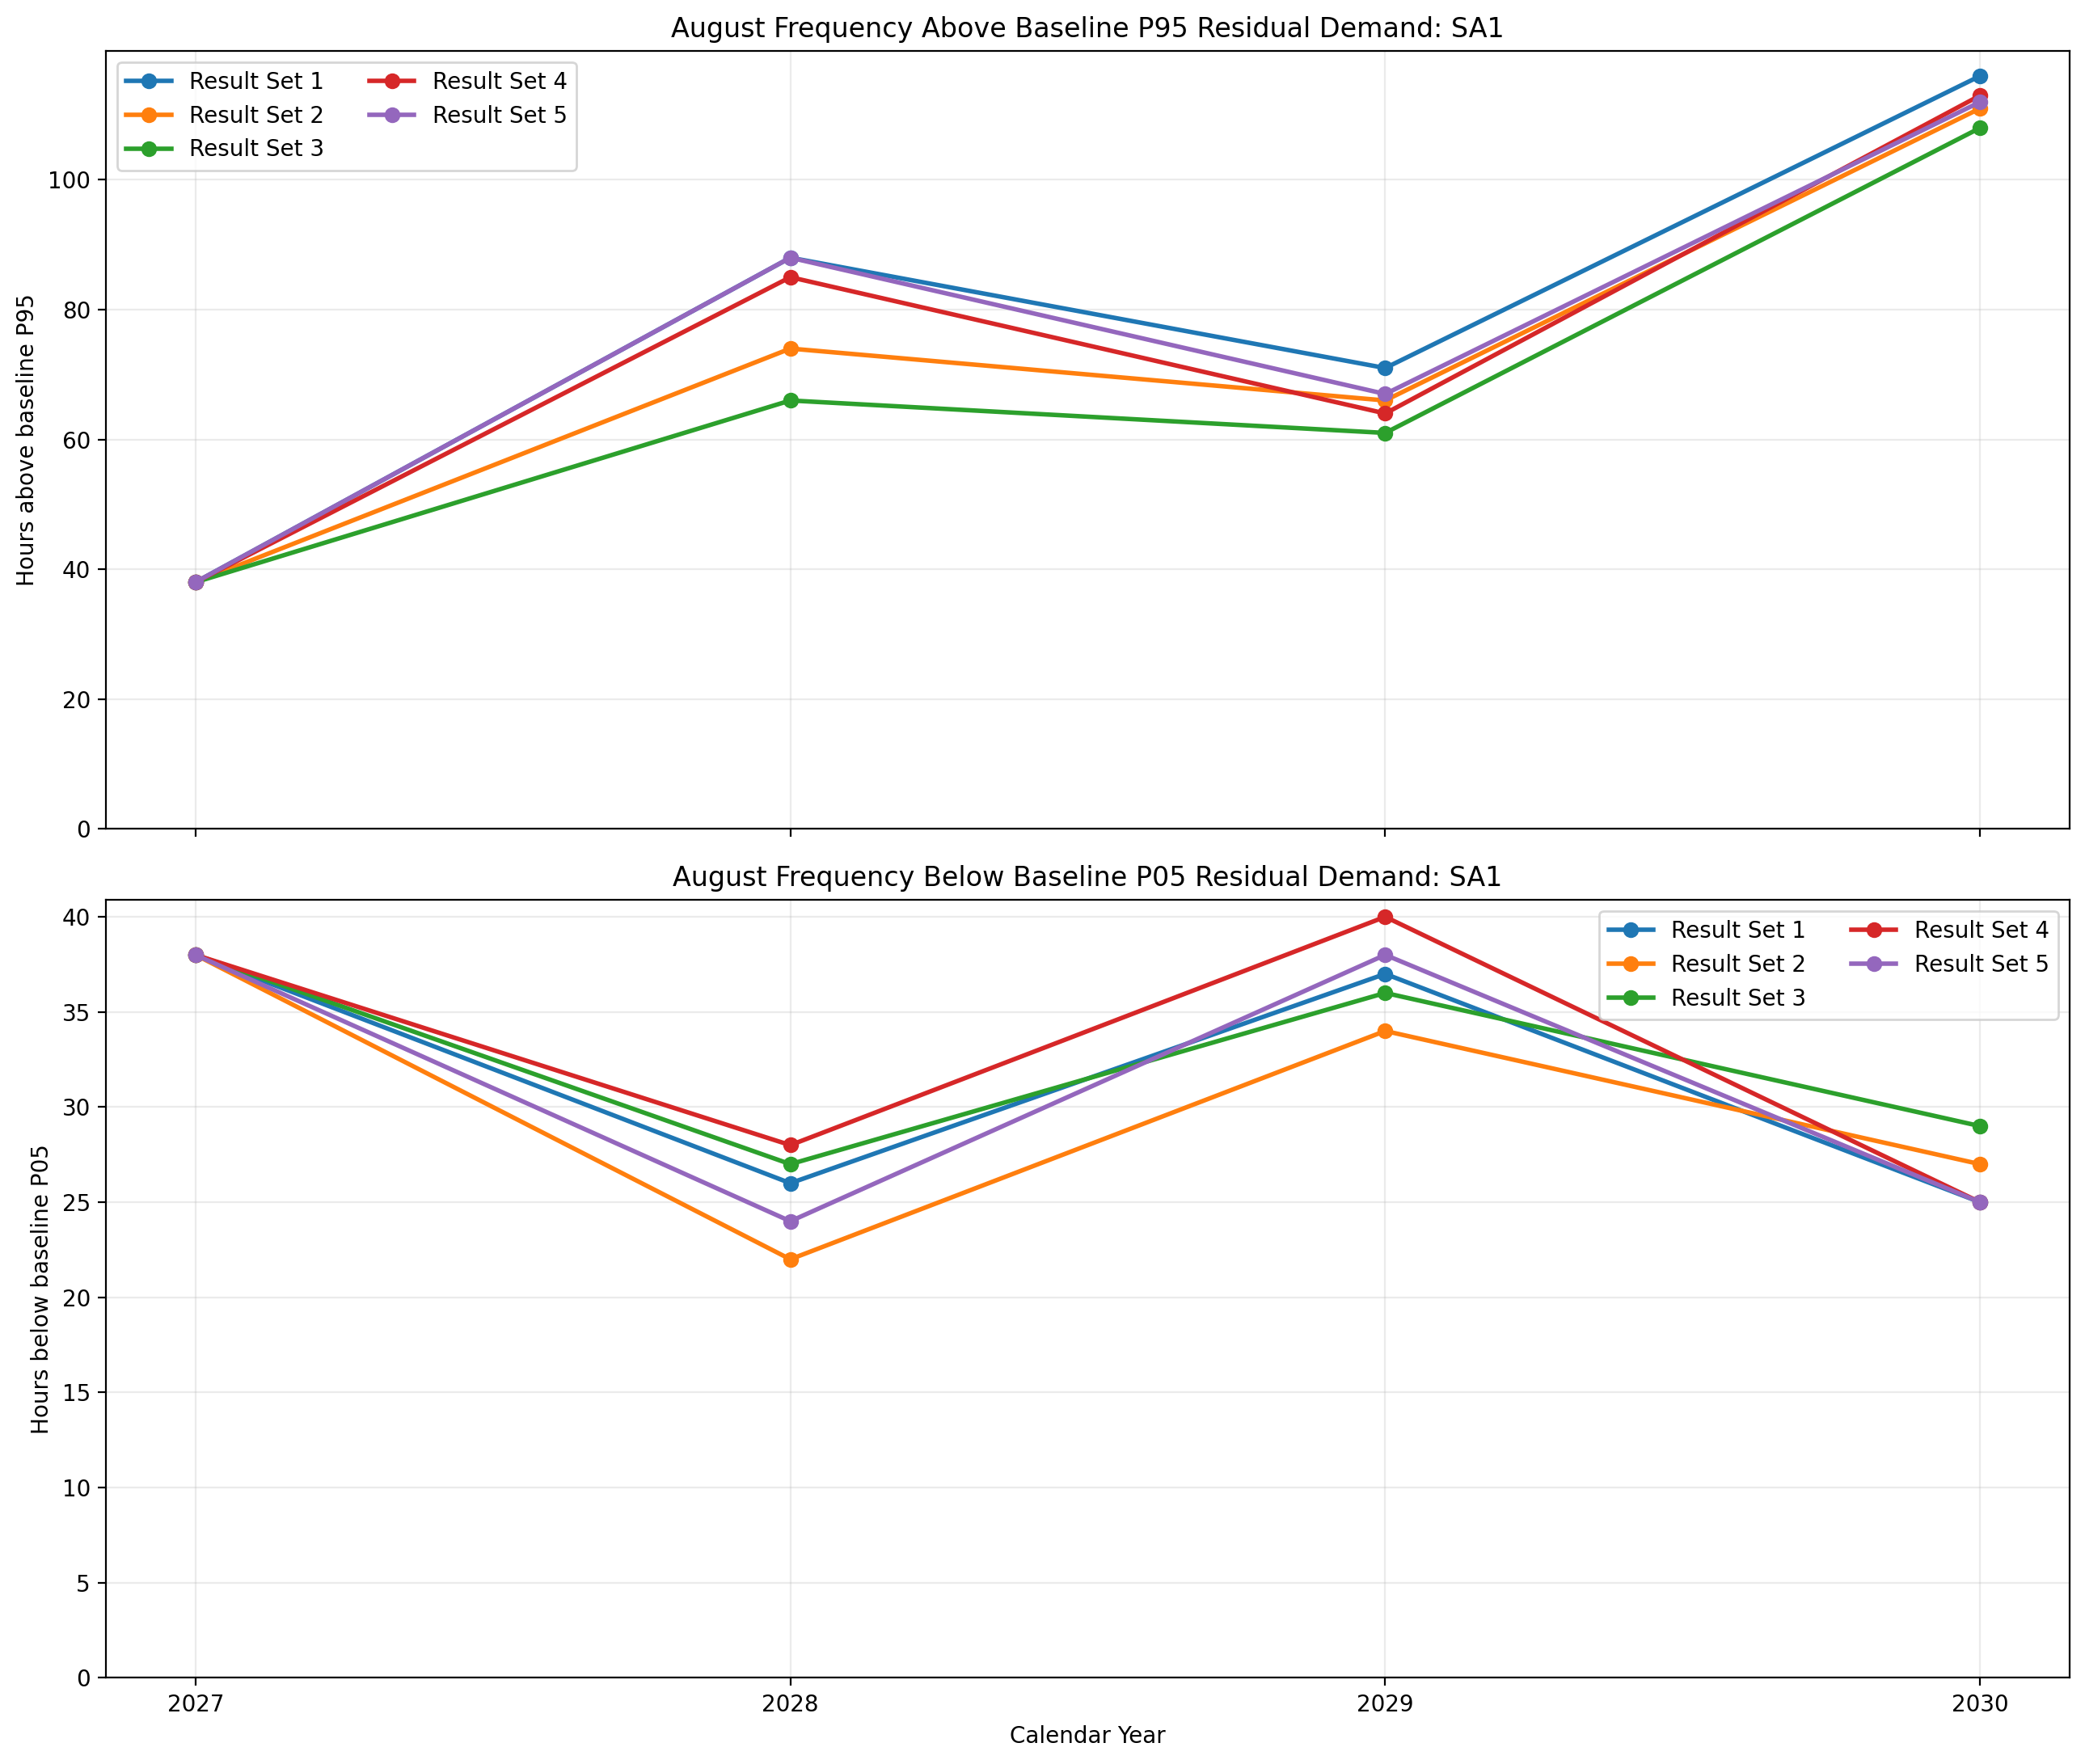 August Frequency Above Baseline P95 Residual Demand: SA1
Result Set 1
Result Set 2
Result Set 3
Result Set 4
Result Set 5
Hours above baseline P95
100
80
60
40
20
0
August Frequency Below Baseline P05 Residual Demand: SA1
Result Set 1
Result Set 2
Result Set 3
Result Set 4
Result Set 5
Hours below baseline P05
40
35
30
25
20
15
10
5
0
2027 2028 2029 2030
Calendar Year